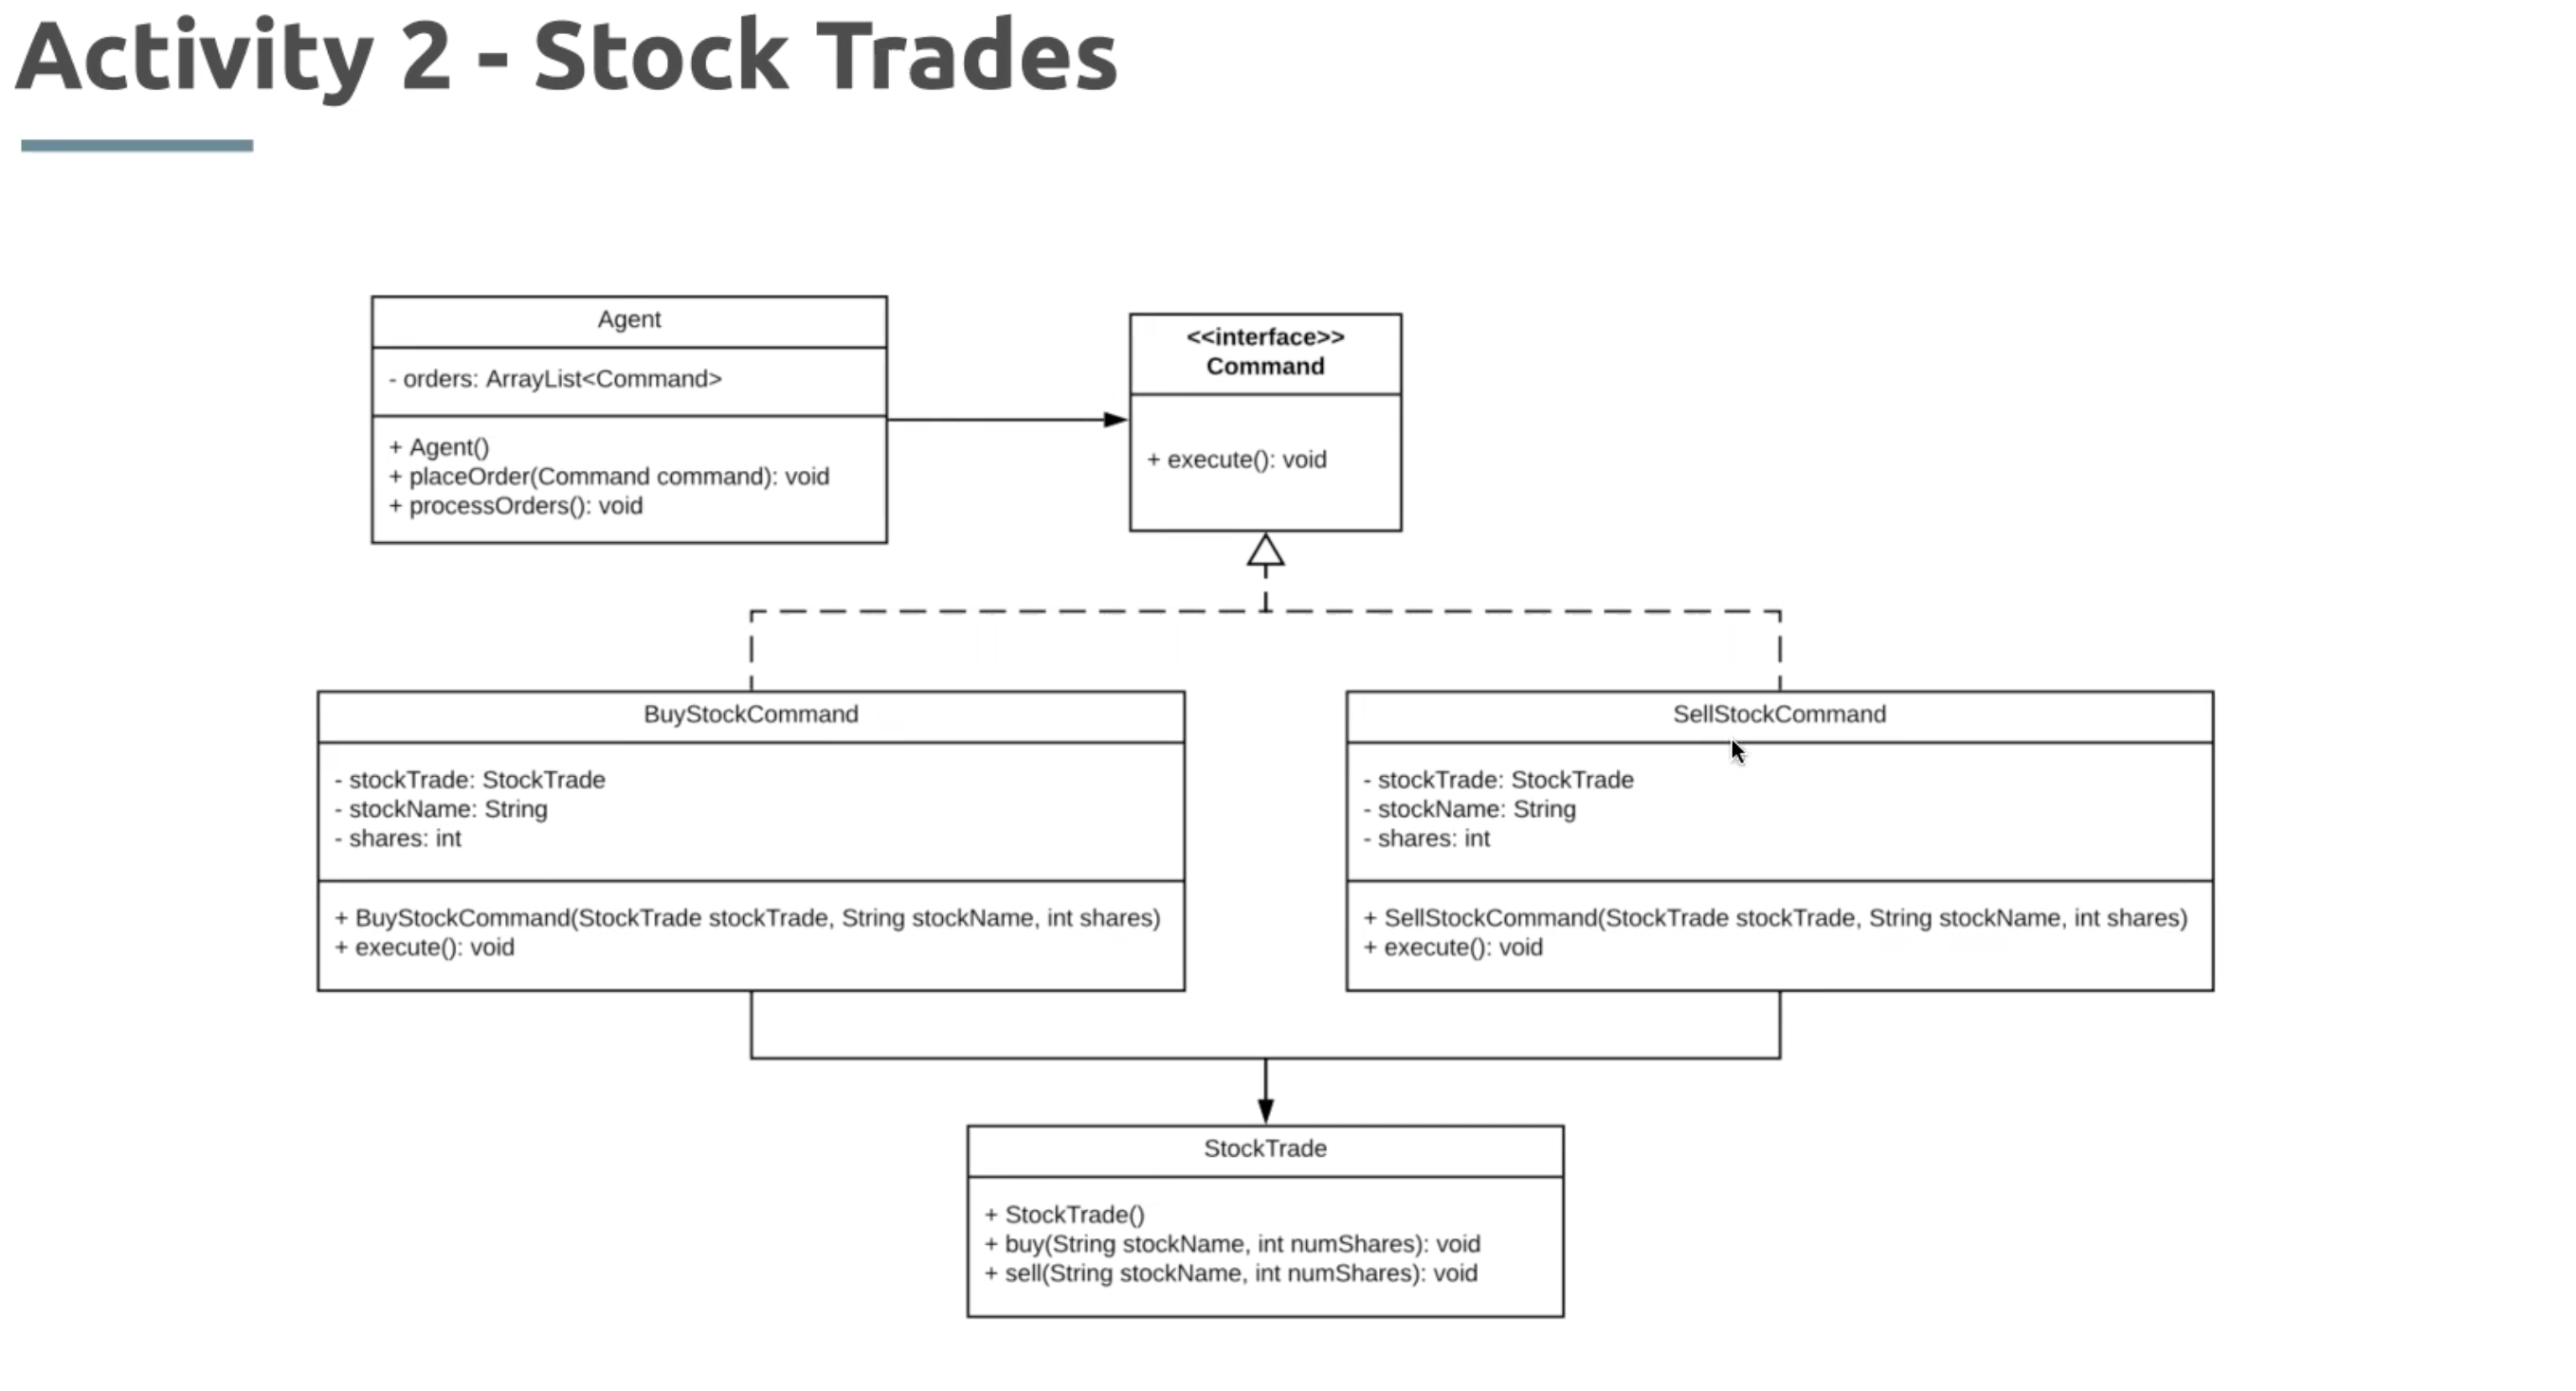 Activity 2 - Stock Trades
Agent
- orders: ArrayList<Command>
+ Agent()
+ placeOrder(Command command): void
+ processOrders(): void
<<interface>>
Command
+ execute(): void
BuyStockCommand
- stockTrade: StockTrade
- stockName: String
- shares: int
+ BuyStockCommand(StockTrade stockTrade, String stockName, int shares)
+ execute(): void
SellStockCommand
- stockTrade: StockTrade
- stockName: String
- shares: int
+ SellStockCommand(StockTrade stockTrade, String stockName, int shares)
+ execute(): void
StockTrade
+ StockTrade()
+ buy(String stockName, int numShares): void
+ sell(String stockName, int numShares): void